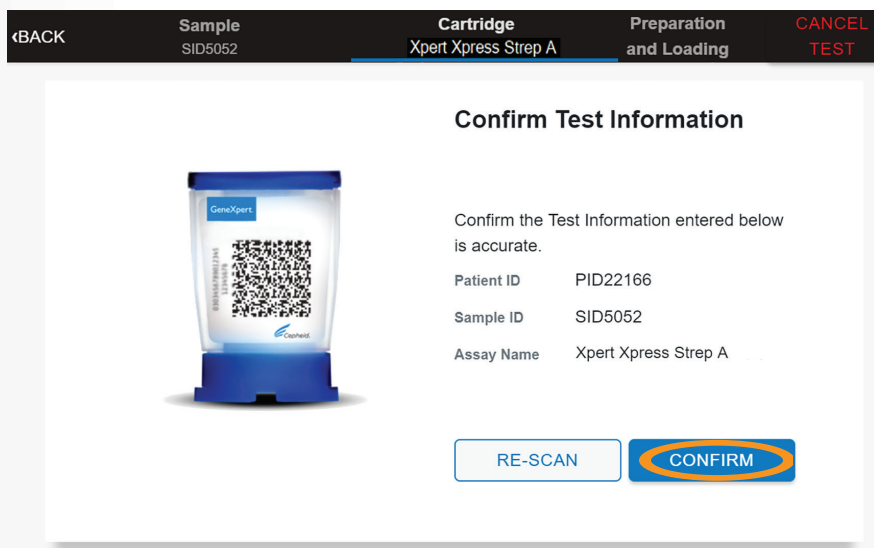 ‹BACK
Sample
SID5052
Cartridge
Xpert Xpress Strep A
Preparation
and Loading
CANCEL
TEST
Confirm Test Information
GeneXpert.
Cepheid.
Confirm the Test Information entered below
is accurate.
Patient ID PID22166
Sample ID SID5052
Assay Name Xpert Xpress Strep A
RE-SCAN
CONFIRM